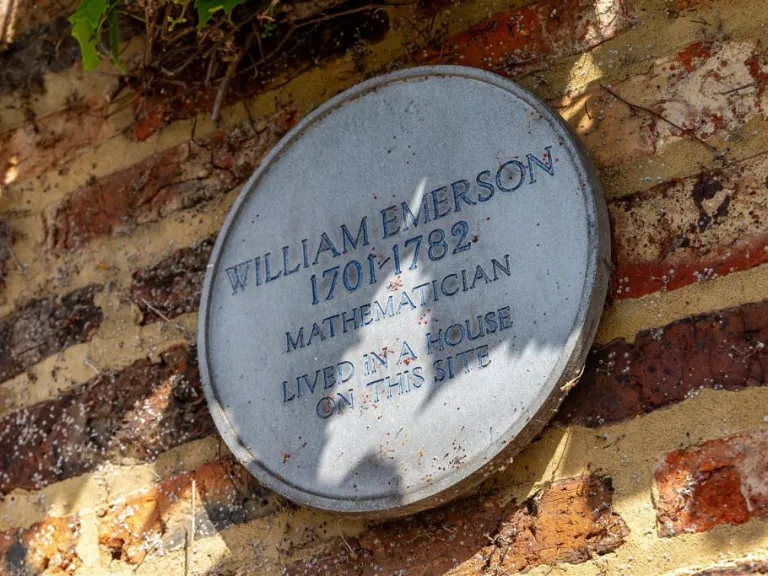 WILLIAM EMERSON
1701-1782
MATHEMATICIAN
LIVED IN A HOUSE
ON THIS SITE